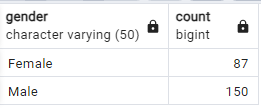 gender
character varying (50)
count
bigint
Female 87
Male 150